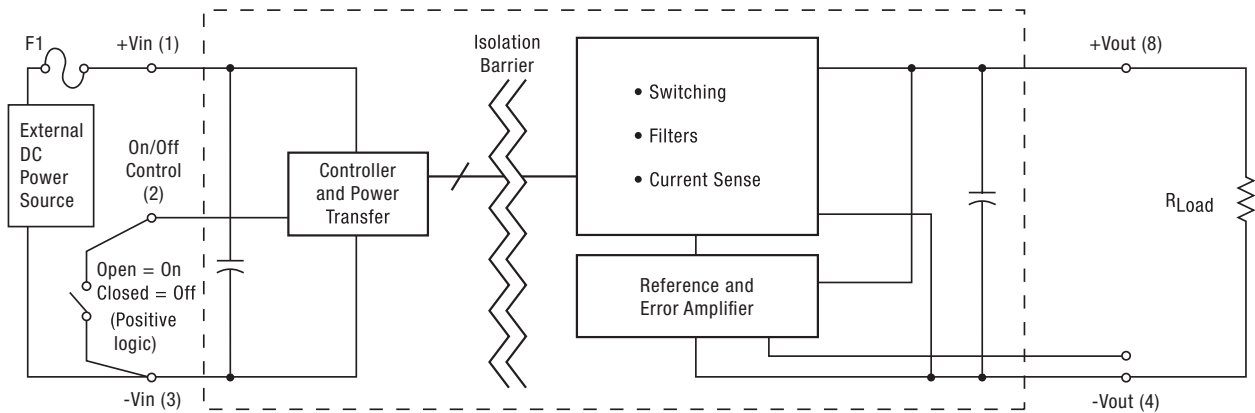 F1
+Vin (1)
External
DC
Power
Source
On/Off
Control
(2)
Open = On
Closed = Off
(Positive
logic)
-Vin (3)
Controller
and Power
Transfer
Isolation
Barrier
• Switching
• Filters
• Current Sense
Reference and
Error Amplifier
+Vout (8)
RLoad
-Vout (4)